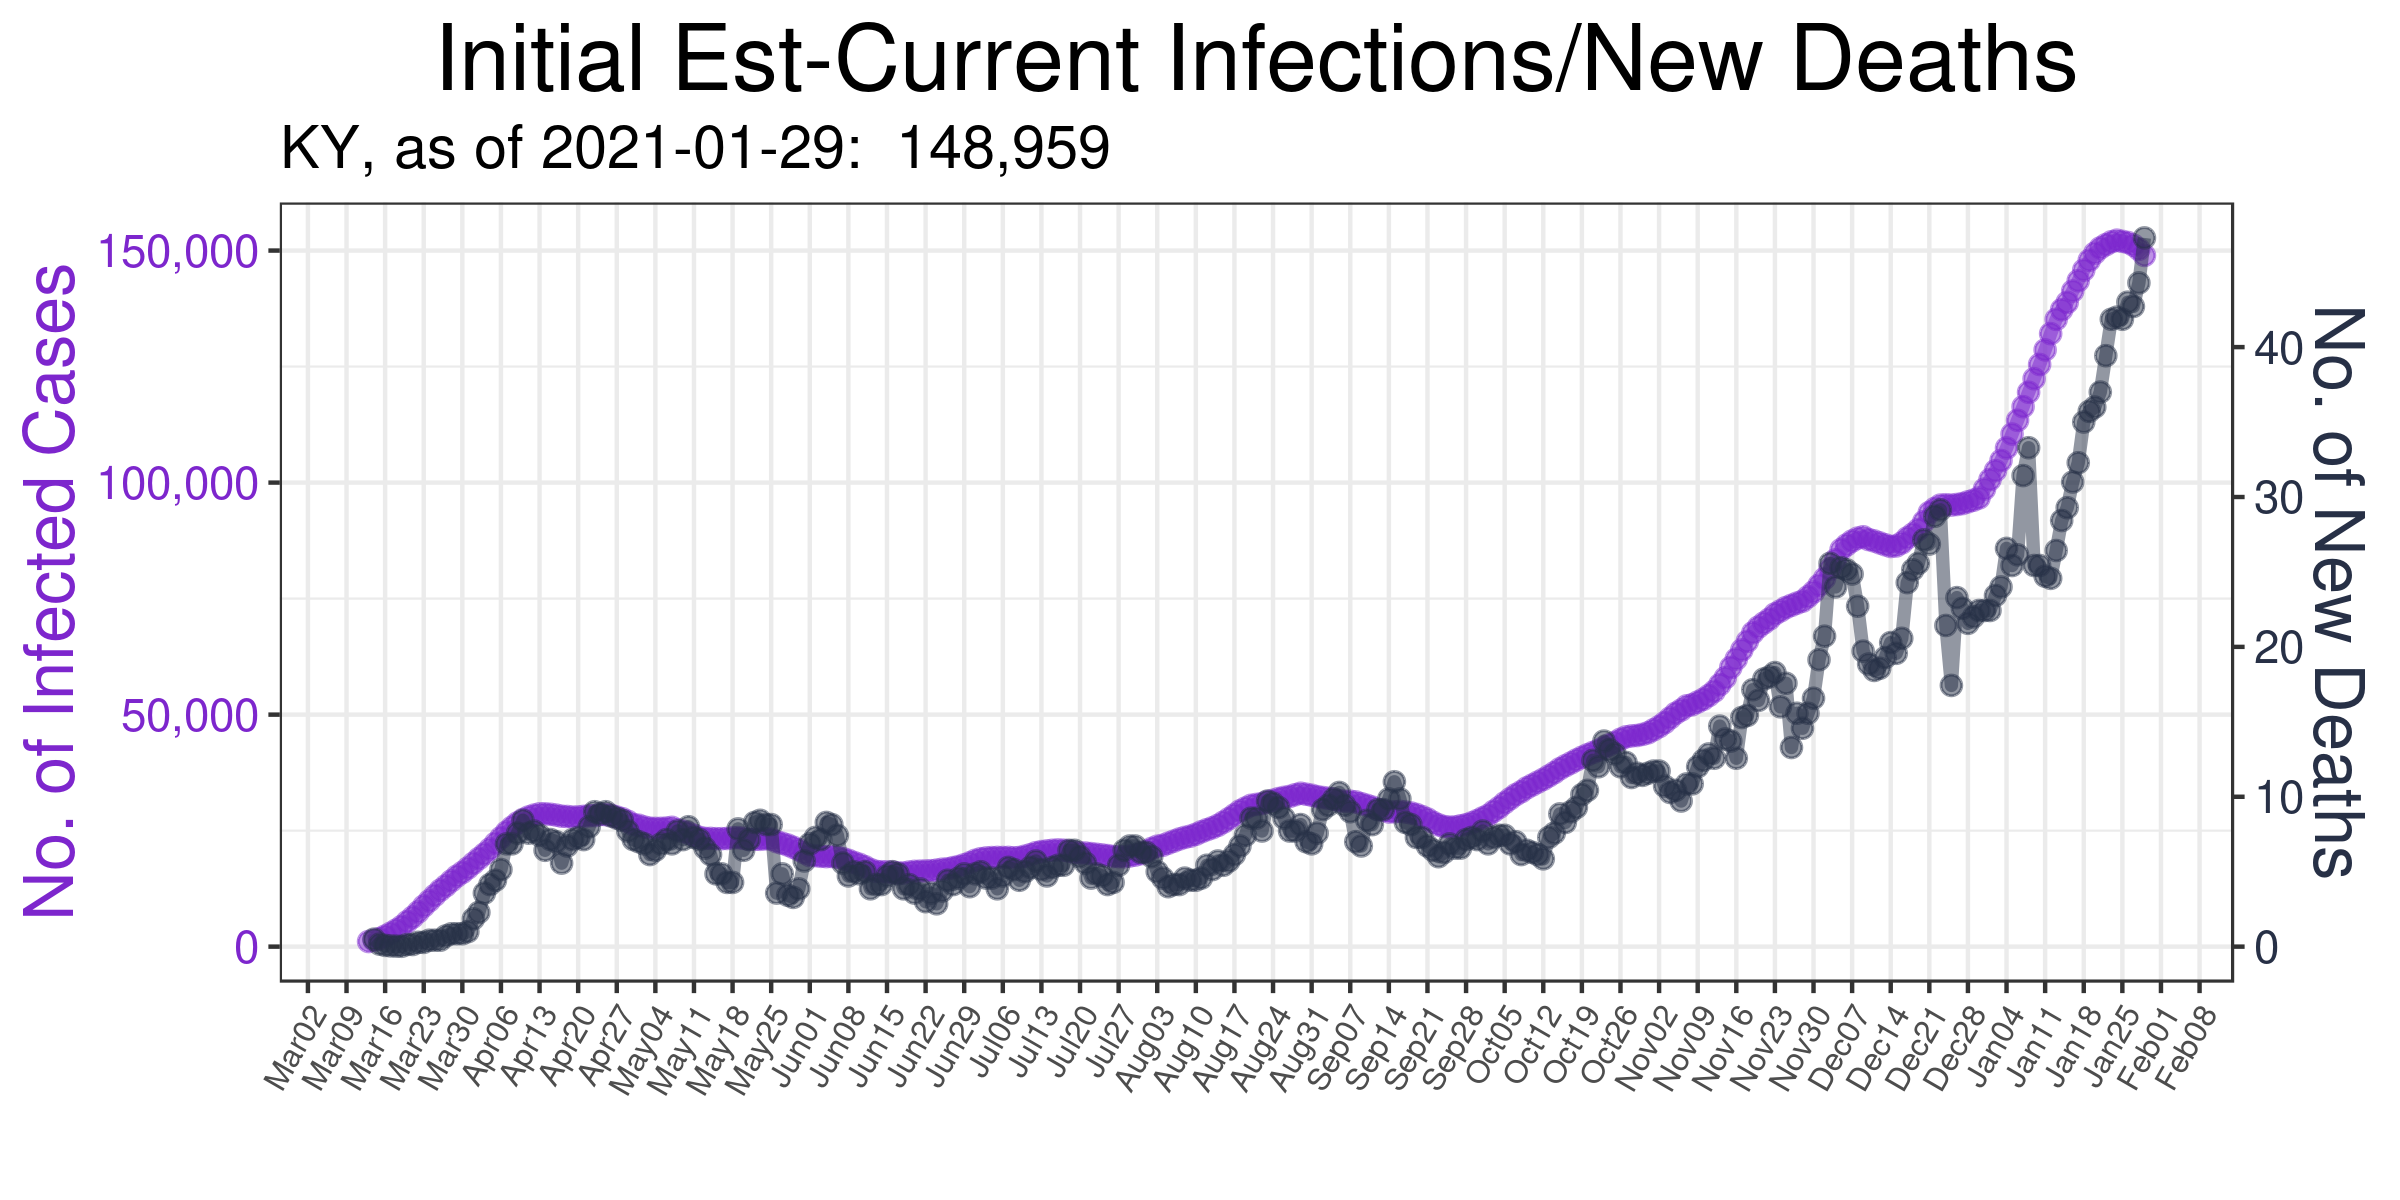 Initial Est-Current Infections/New Deaths
KY, as of 2021-01-29:  148,959
No. of Infected Cases
150,000
100,000
50,000
0
40
30
20
10
0
No. of New Deaths
Mar02
Mar09
Mar16
Mar23
Mar30
Apr06
Apr13
Apr20
Apr27
May04
May11
May18
May25
Jun01
Jun08
Jun15
Jun22
Jun29
Jul06
Jul13
Jul20
Jul27
Aug03
Aug10
Aug17
Aug24
Aug31
Sep07
Sep14
Sep21
Sep28
Oct05
Oct12
Oct19
Oct26
Nov02
Nov09
Nov16
Nov23
Nov30
Dec07
Dec14
Dec21
Dec28
Jan04
Jan11
Jan18
Jan25
Feb01
Feb08